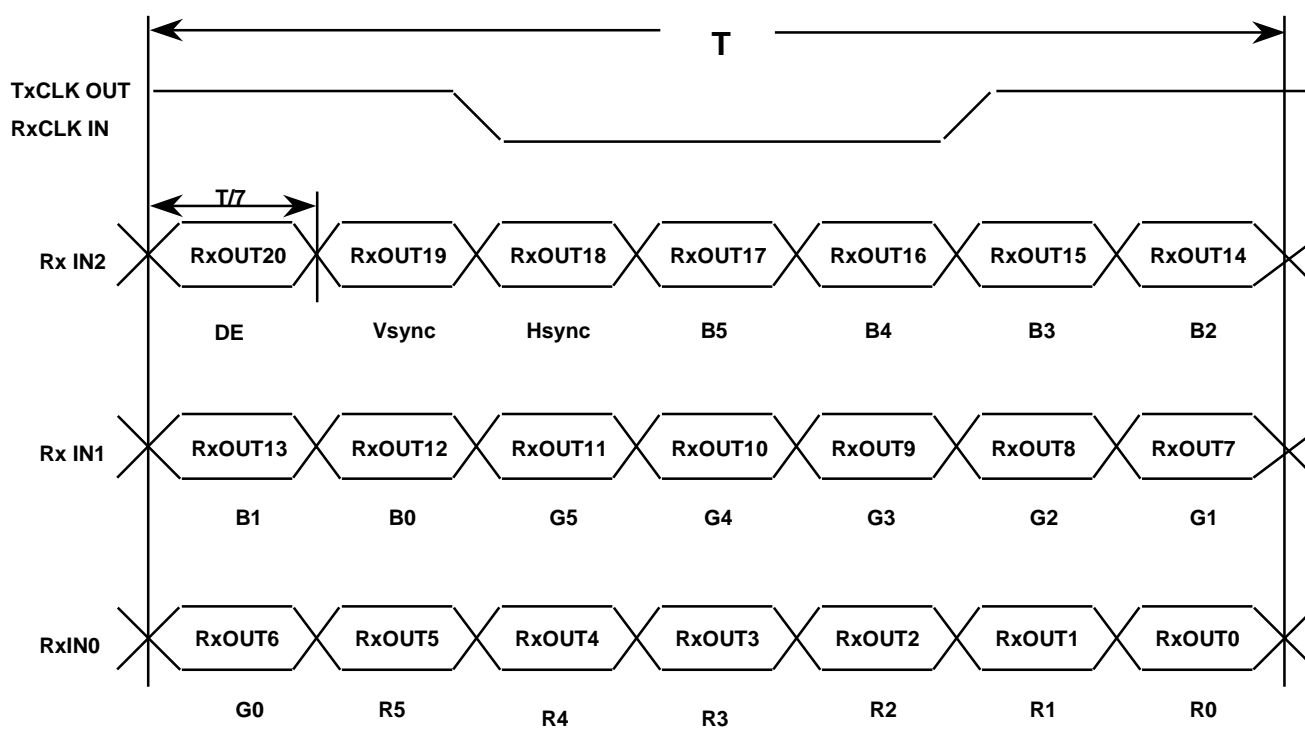 T
TxCLK OUT
RxCLK IN
T/7
Rx IN2 RxOUT20 RxOUT19 RxOUT18 RxOUT17 RxOUT16 RxOUT15 RxOUT14
DE Vsync Hsync B5 B4 B3 B2
Rx IN1 RxOUT13 RxOUT12 RxOUT11 RxOUT10 RxOUT9 RxOUT8 RxOUT7
B1 B0 G5 G4 G3 G2 G1
RxIN0 RxOUT6 RxOUT5 RxOUT4 RxOUT3 RxOUT2 RxOUT1 RxOUT0
G0 R5 R4 R3 R2 R1 R0